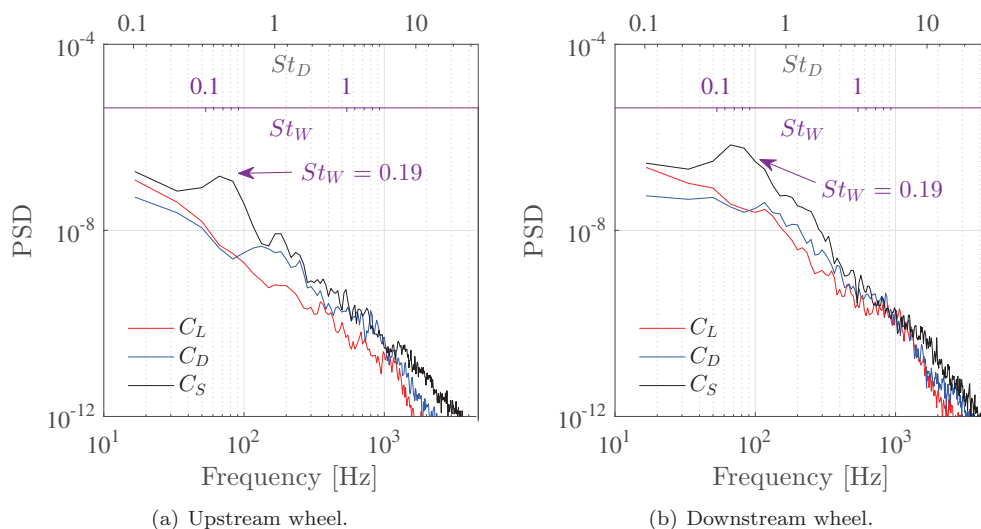 0.1 1 10
10^-4
St_D
0.1 1
St_W
St_W = 0.19
10^-8
PSD
C_L
C_D
C_S
10^-12
10^1 10^2 10^3
Frequency [Hz]
(a) Upstream wheel.
0.1 1 10
10^-4
St_D
0.1 1
St_W
St_W = 0.19
10^-8
PSD
C_L
C_D
C_S
10^-12
10^1 10^2 10^3
Frequency [Hz]
(b) Downstream wheel.